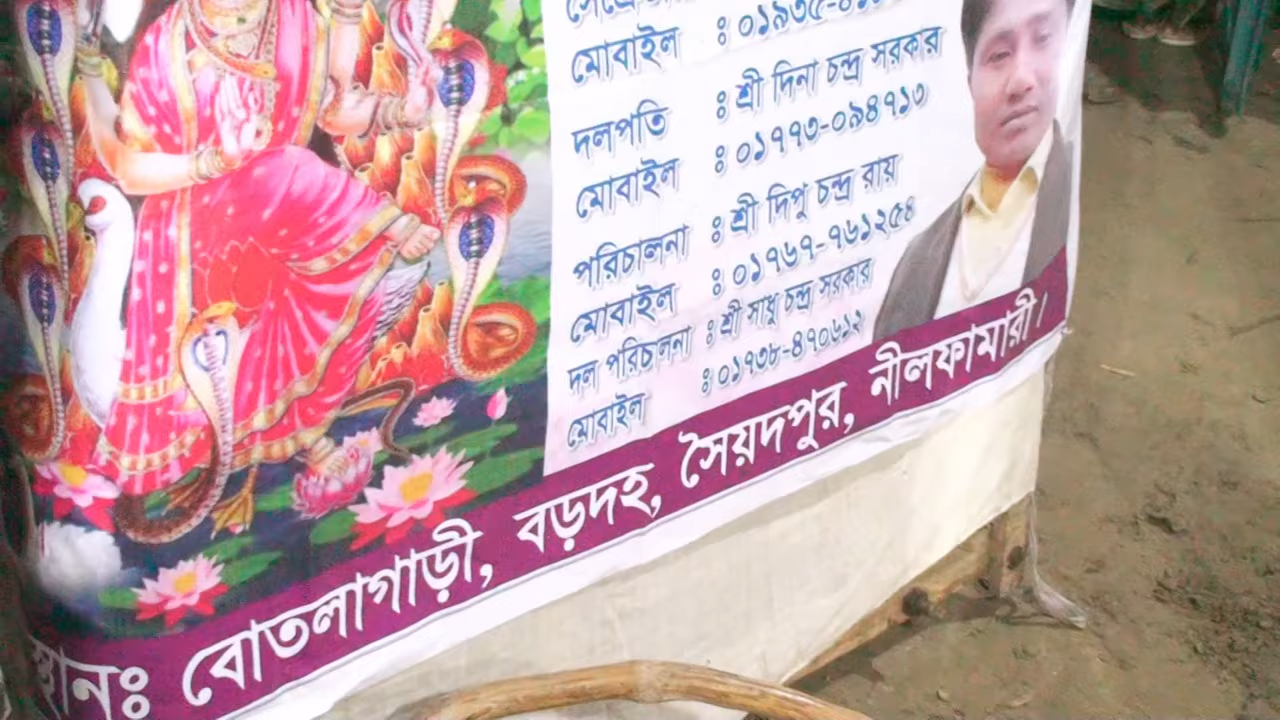 মোবাইল : ০১৯৩৫-
দলপতি : শ্রী দিনা চন্দ্র সরকার
মোবাইল : ০১৭৭৩-০৯৪৭১৩
পরিচালনা : শ্রী দিপু চন্দ্র রায়
মোবাইল : ০১৭৬৭-৭৬১২৫৪
দল পরিচালনা : শ্রী সাধু চন্দ্র সরকার
মোবাইল : ০১৭৩৮-৪৭০৬১২
স্থানঃ বোতলাগাড়ী, বড়দহ, সৈয়দপুর, নীলফামারী।